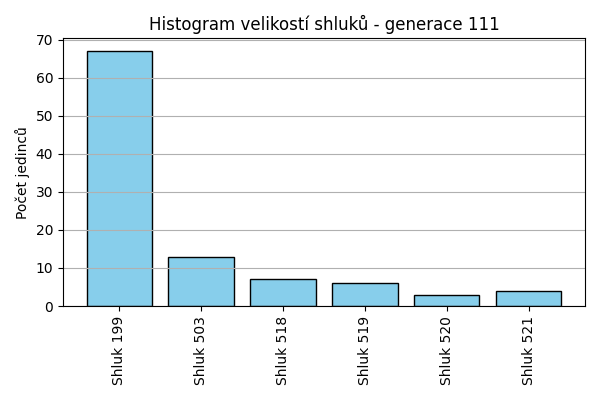 Histogram velikostí shluků - generace 111
Počet jedinců
70
60
50
40
30
20
10
0
Shluk 199
Shluk 503
Shluk 518
Shluk 519
Shluk 520
Shluk 521